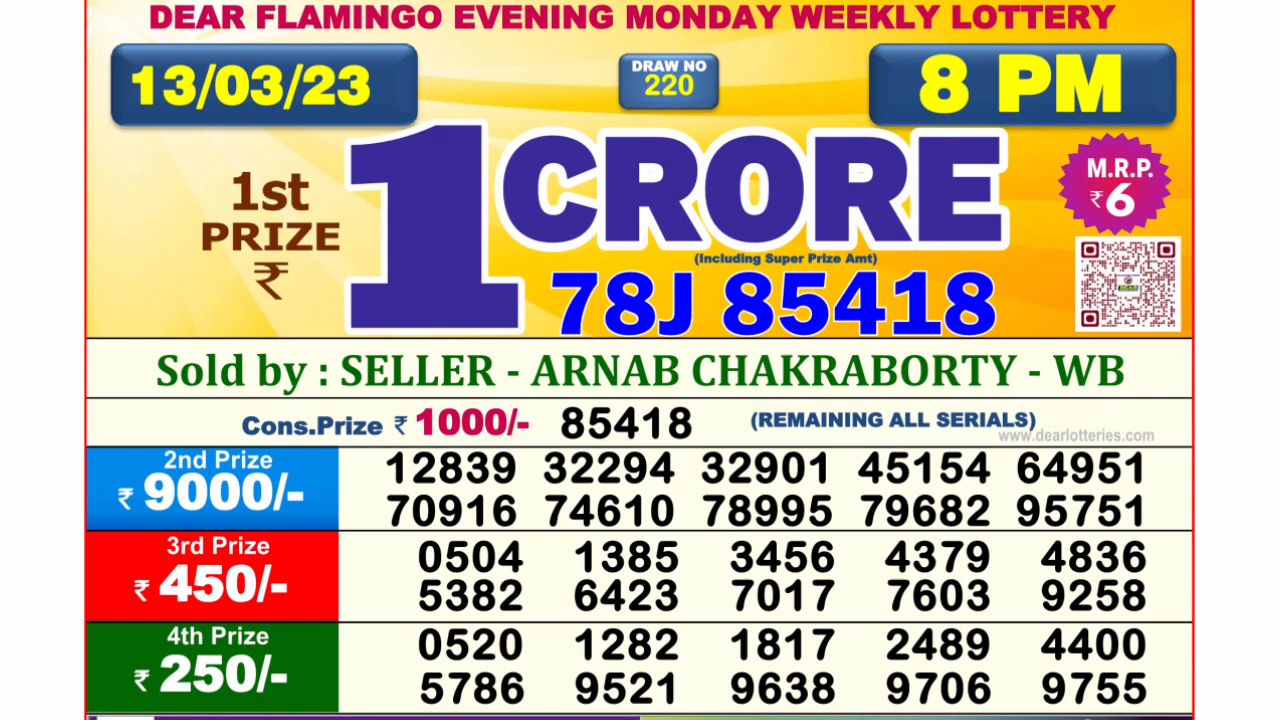 DEAR FLAMINGO EVENING MONDAY WEEKLY LOTTERY
13/03/23
DRAW NO
220
8 PM
1st
PRIZE
₹
1 CRORE
(Including Super Prize Amt)
78J 85418
M.R.P.
₹6
Sold by : SELLER - ARNAB CHAKRABORTY - WB
Cons.Prize ₹ 1000/- 85418 (REMAINING ALL SERIALS)
www.dearlotteries.com
2nd Prize
₹ 9000/-
12839 32294 32901 45154 64951
70916 74610 78995 79682 95751
3rd Prize
₹ 450/-
0504 1385 3456 4379 4836
5382 6423 7017 7603 9258
4th Prize
₹ 250/-
0520 1282 1817 2489 4400
5786 9521 9638 9706 9755